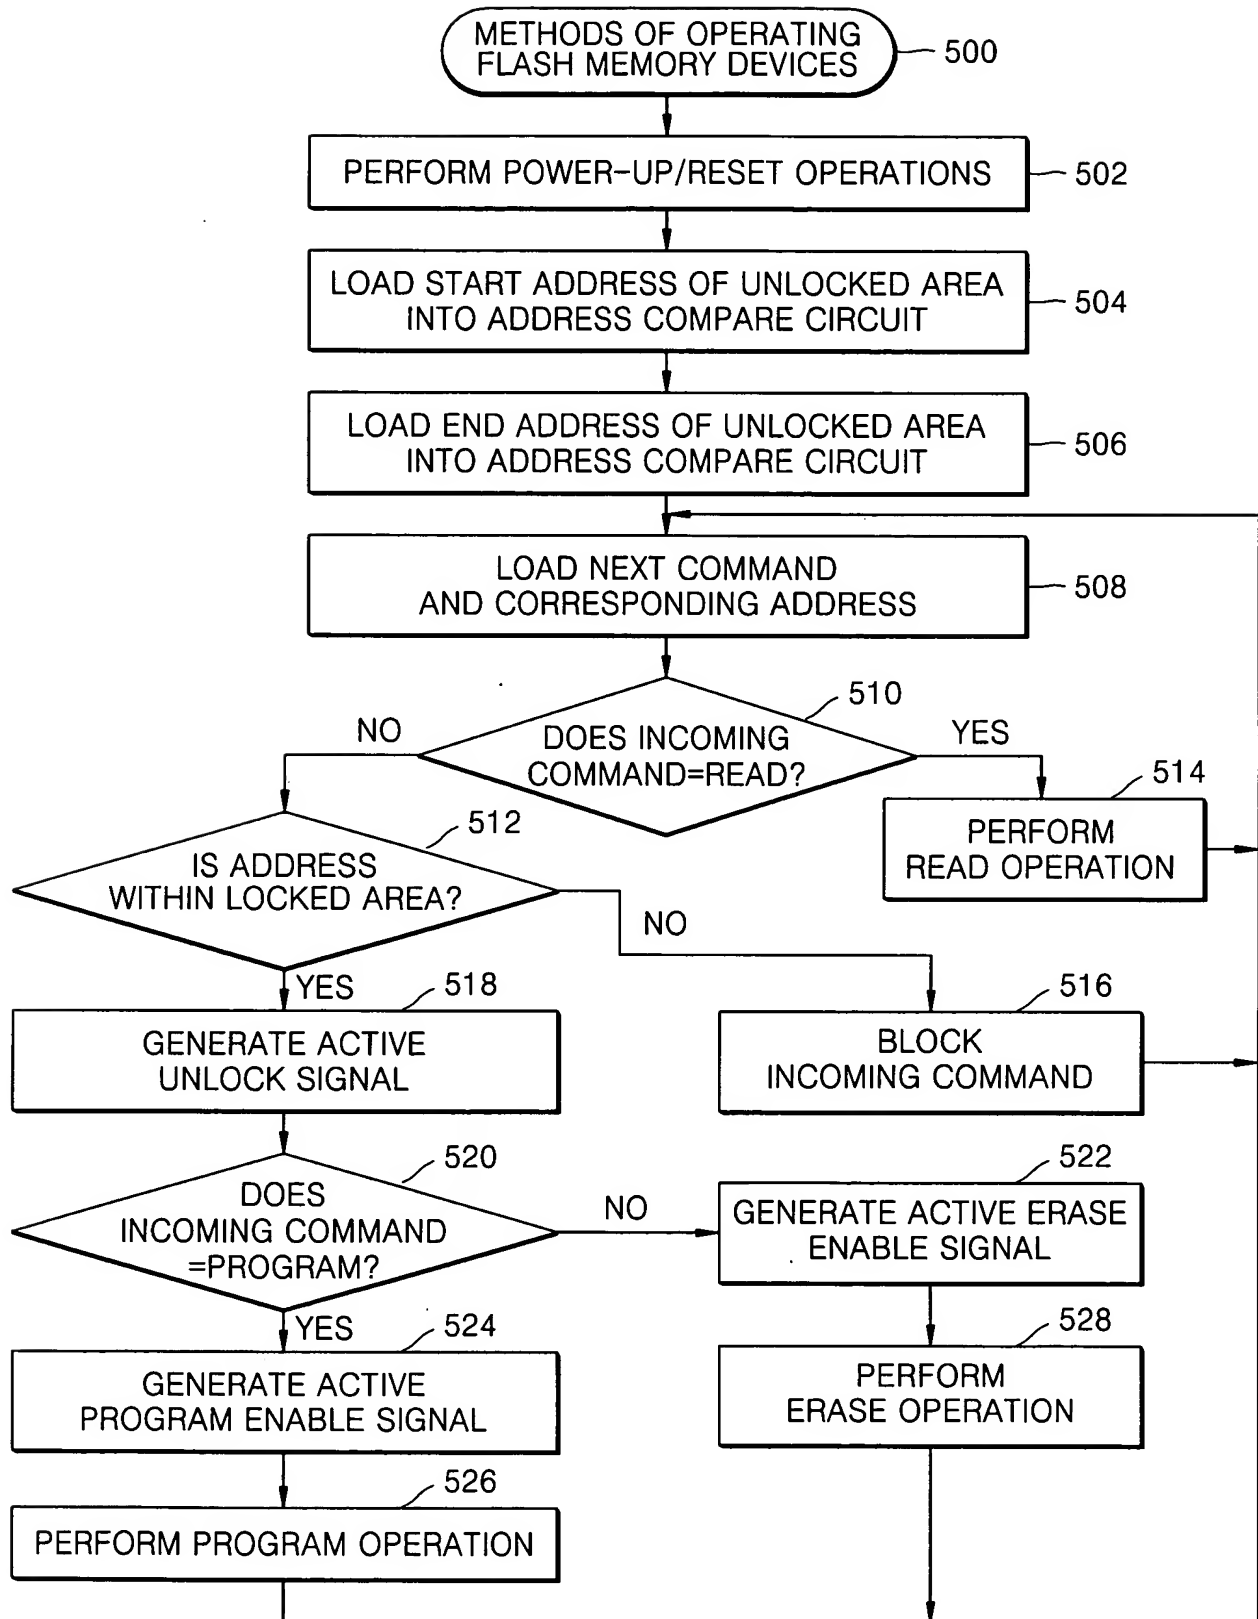 METHODS OF OPERATING
FLASH MEMORY DEVICES
500
PERFORM POWER-UP/RESET OPERATIONS
502
LOAD START ADDRESS OF UNLOCKED AREA
INTO ADDRESS COMPARE CIRCUIT
504
LOAD END ADDRESS OF UNLOCKED AREA
INTO ADDRESS COMPARE CIRCUIT
506
LOAD NEXT COMMAND
AND CORRESPONDING ADDRESS
508
510
NO
DOES INCOMING
COMMAND=READ?
YES
514
PERFORM
READ OPERATION
512
IS ADDRESS
WITHIN LOCKED AREA?
NO
YES
518
GENERATE ACTIVE
UNLOCK SIGNAL
516
BLOCK
INCOMING COMMAND
520
DOES
INCOMING COMMAND
=PROGRAM?
NO
522
GENERATE ACTIVE ERASE
ENABLE SIGNAL
YES
524
GENERATE ACTIVE
PROGRAM ENABLE SIGNAL
528
PERFORM
ERASE OPERATION
526
PERFORM PROGRAM OPERATION